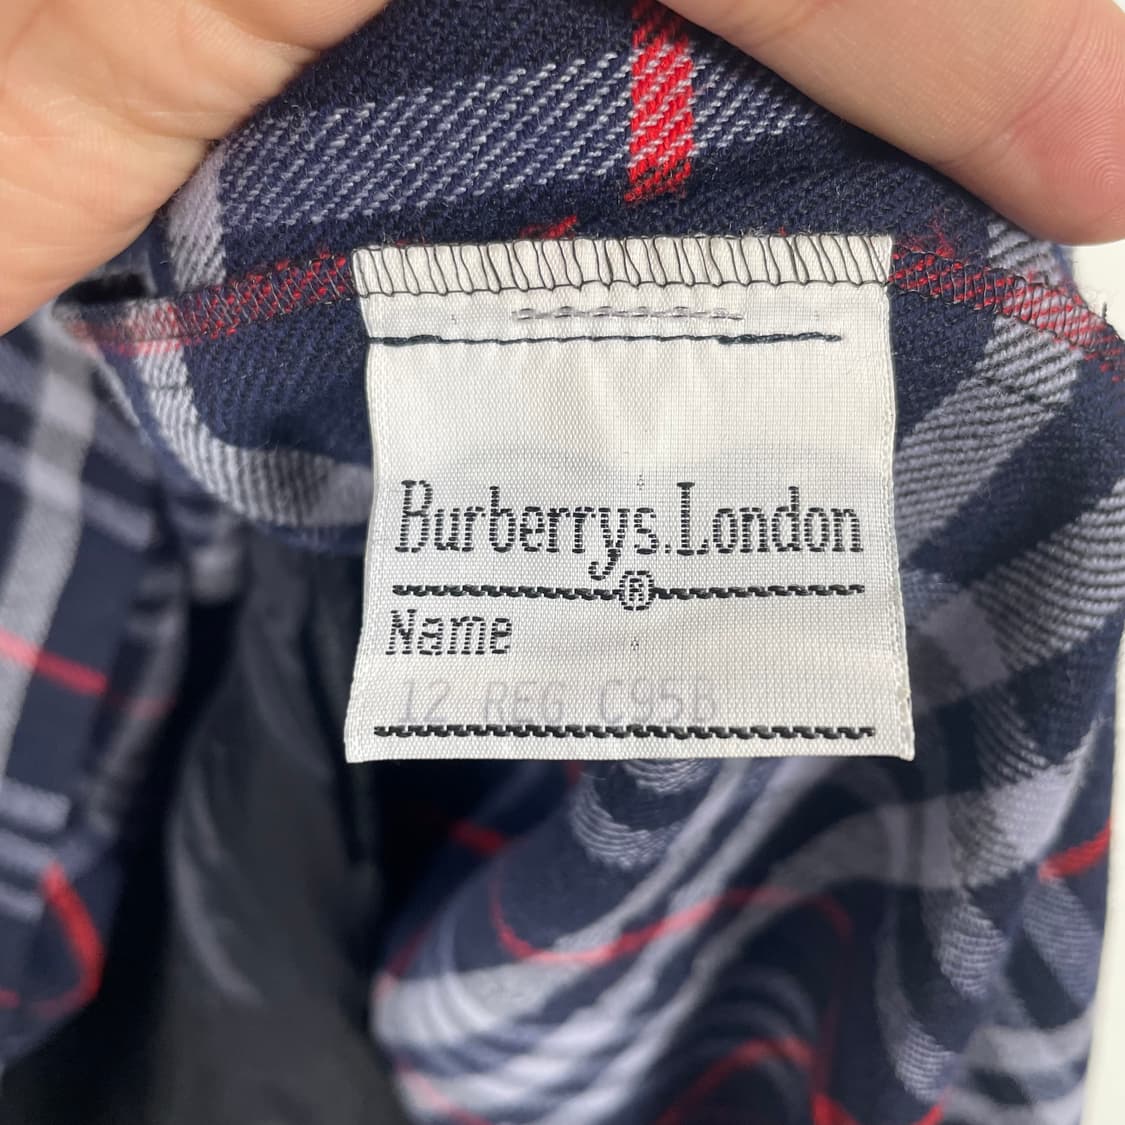 Burberrys.London
®
Name
12 REG C95b